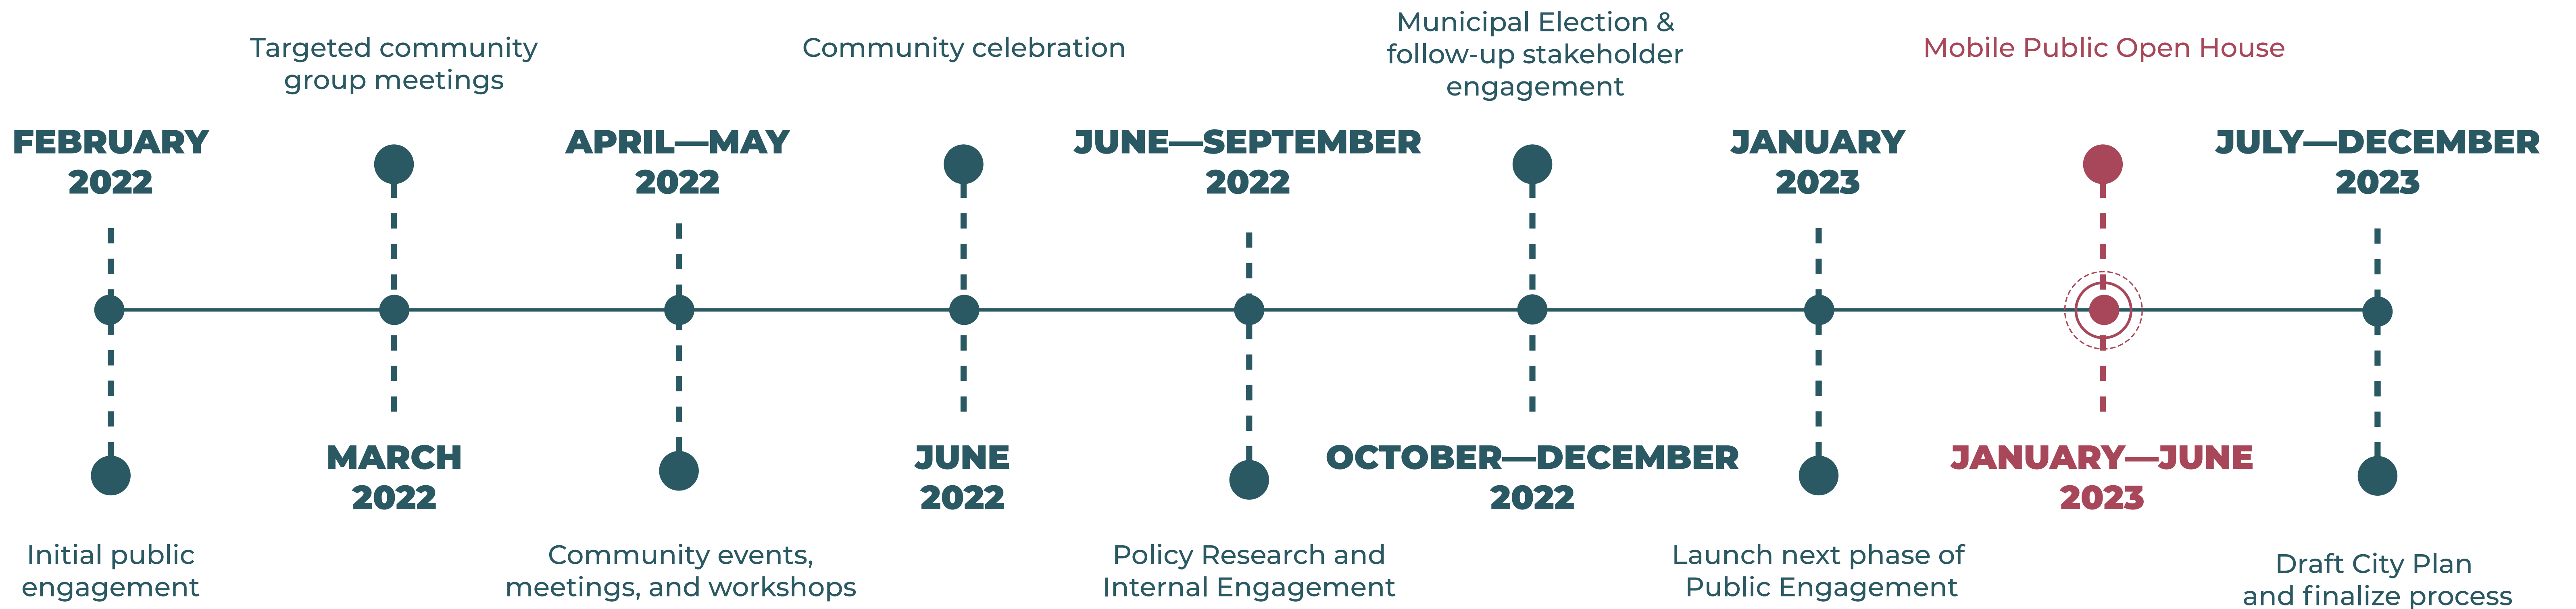 FEBRUARY
2022
Initial public
engagement
Targeted community
group meetings
MARCH
2022
APRIL—MAY
2022
Community events,
meetings, and workshops
Community celebration
JUNE
2022
JUNE—SEPTEMBER
2022
Policy Research and
Internal Engagement
Municipal Election &
follow-up stakeholder
engagement
OCTOBER—DECEMBER
2022
JANUARY
2023
Launch next phase of
Public Engagement
Mobile Public Open House
JANUARY—JUNE
2023
JULY—DECEMBER
2023
Draft City Plan
and finalize process